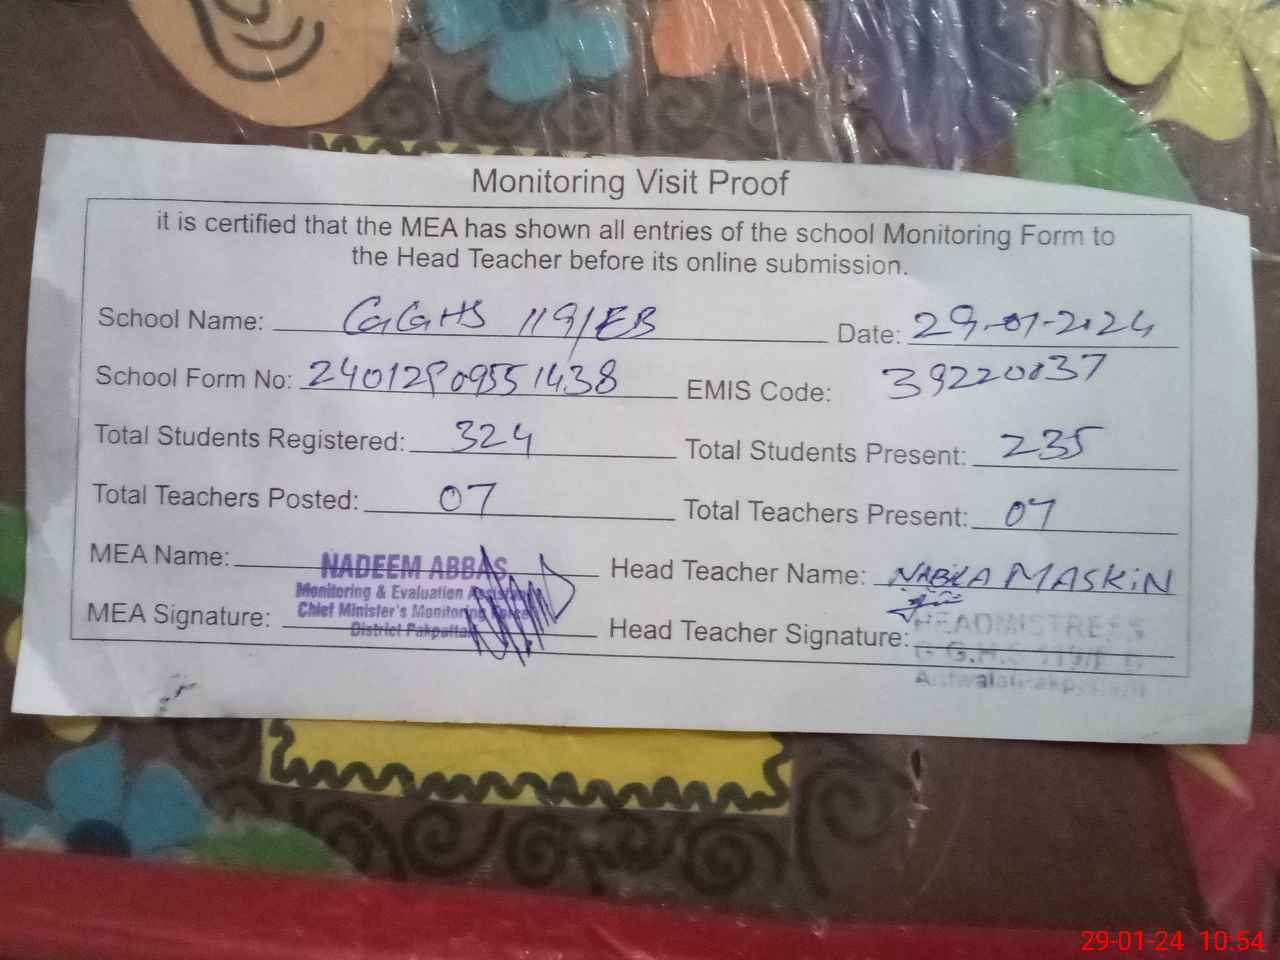 Monitoring Visit Proof
it is certified that the MEA has shown all entries of the school Monitoring Form to
the Head Teacher before its online submission.
School Name: GGHS 119/EB Date: 29-01-2024
School Form No: 24012909551438 EMIS Code: 39220037
Total Students Registered: 324 Total Students Present: 235
Total Teachers Posted: 07 Total Teachers Present: 07
MEA Name: NADEEM ABBAS Head Teacher Name: NABILA MASKiN
Monitoring & Evaluation Assistant
Chief Minister's Monitoring Force
District Pakpattan
MEA Signature: Head Teacher Signature:
HEADMISTRESS
G.G.H.S 119/E B
29-01-24 10:54